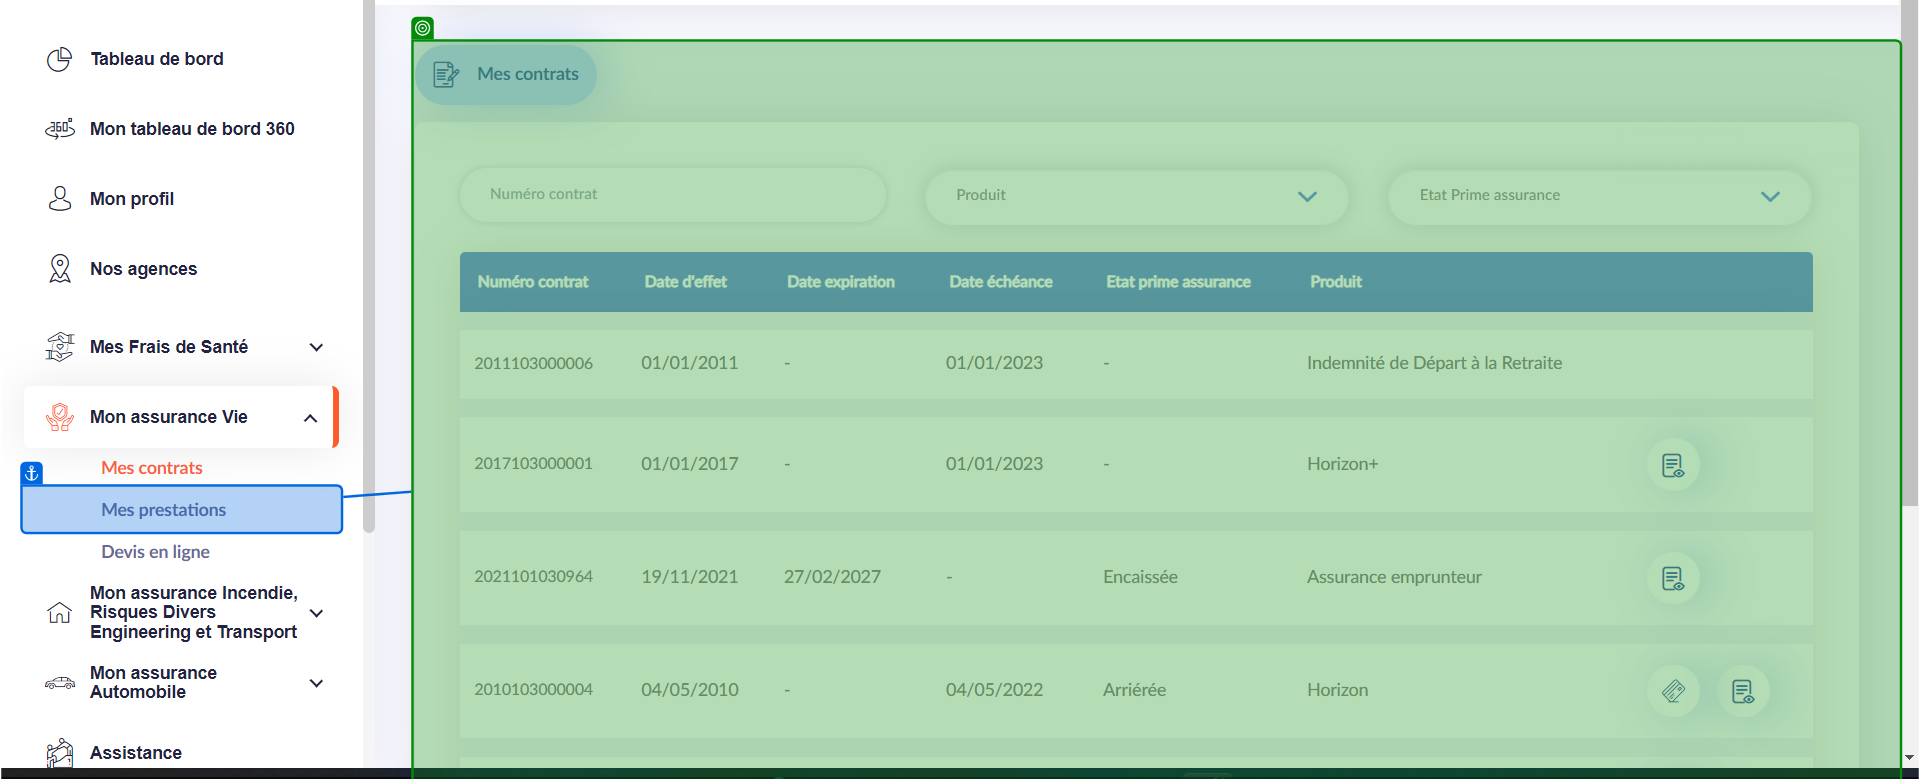 Tableau de bord
Mon tableau de bord 360
Mon profil
Nos agences
Mes Frais de Santé
Mon assurance Vie
Mes contrats
Mes prestations
Devis en ligne
Mon assurance Incendie,
Risques Divers
Engineering et Transport
Mon assurance
Automobile
Assistance
Mes contrats
Numéro contrat
Produit
Etat Prime assurance
Numéro contrat Date d'effet Date expiration Date échéance Etat prime assurance Produit
2011103000006 01/01/2011 - 01/01/2023 - Indemnité de Départ à la Retraite
2017103000001 01/01/2017 - 01/01/2023 - Horizon+
2021101030964 19/11/2021 27/02/2027 - Encaissée Assurance emprunteur
2010103000004 04/05/2010 - 04/05/2022 Arriérée Horizon